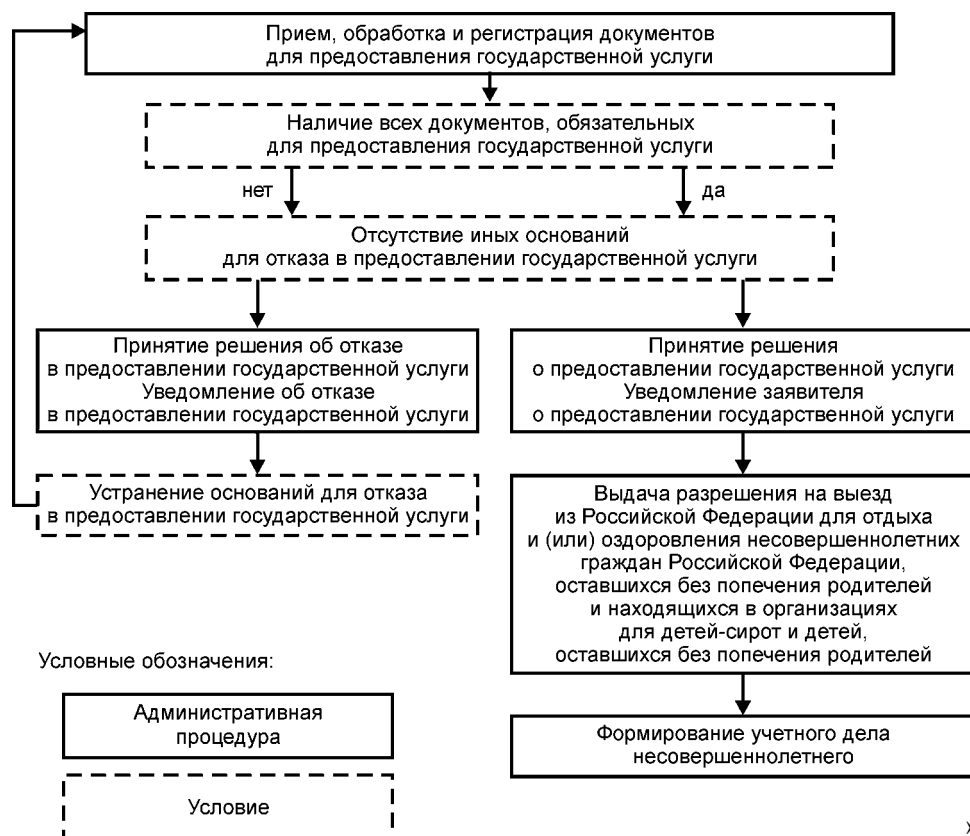 Прием, обработка и регистрация документов
для предоставления государственной услуги
Наличие всех документов, обязательных
для предоставления государственной услуги
нет
да
Отсутствие иных оснований
для отказа в предоставлении государственной услуги
Принятие решения об отказе
в предоставлении государственной услуги
Уведомление об отказе
в предоставлении государственной услуги
Принятие решения
о предоставлении государственной услуги
Уведомление заявителя
о предоставлении государственной услуги
Устранение оснований для отказа
в предоставлении государственной услуги
Выдача разрешения на выезд
из Российской Федерации для отдыха
и (или) оздоровления несовершеннолетних
граждан Российской Федерации,
оставшихся без попечения родителей
и находящихся в организациях
для детей-сирот и детей,
оставшихся без попечения родителей
Условные обозначения:
Административная
процедура
Формирование учетного дела
несовершеннолетнего
Условие